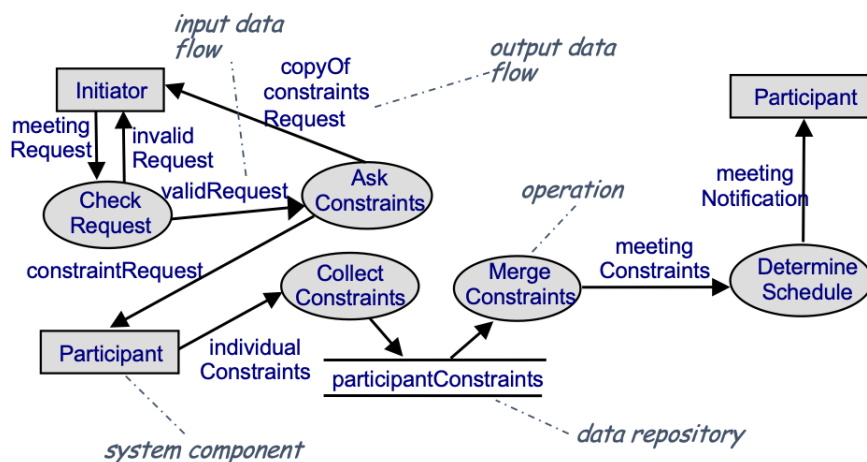 input data
flow
output data
flow
copyOf
constraints
Request
Initiator
Participant
meeting
Request
invalid
Request
validRequest
Ask
Constraints
Check
Request
operation
meeting
Notification
constraintRequest
Collect
Constraints
Merge
Constraints
meeting
Constraints
Determine
Schedule
Participant
individual
Constraints
participantConstraints
system component
data repository